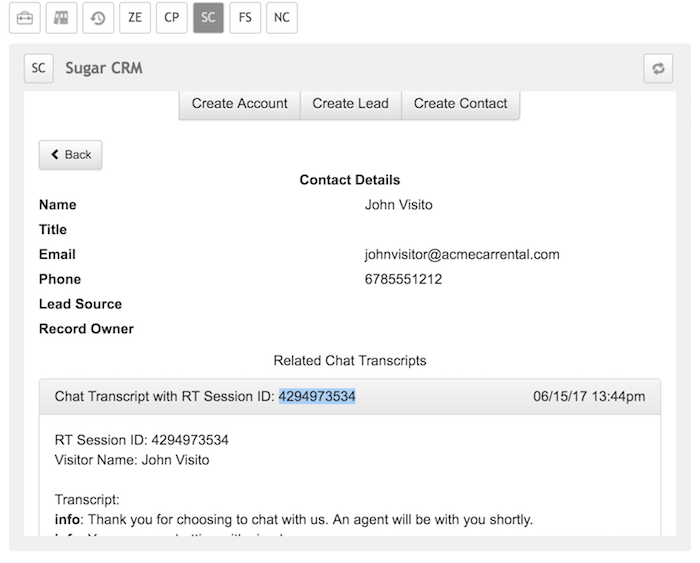 ZE CP SC FS NC
SC Sugar CRM
Create Account Create Lead Create Contact
Back
Contact Details
Name John Visito
Title
Email johnvisitor@acmecarrental.com
Phone 6785551212
Lead Source
Record Owner
Related Chat Transcripts
Chat Transcript with RT Session ID: 4294973534 06/15/17 13:44pm
RT Session ID: 4294973534
Visitor Name: John Visito
Transcript:
info: Thank you for choosing to chat with us. An agent will be with you shortly.